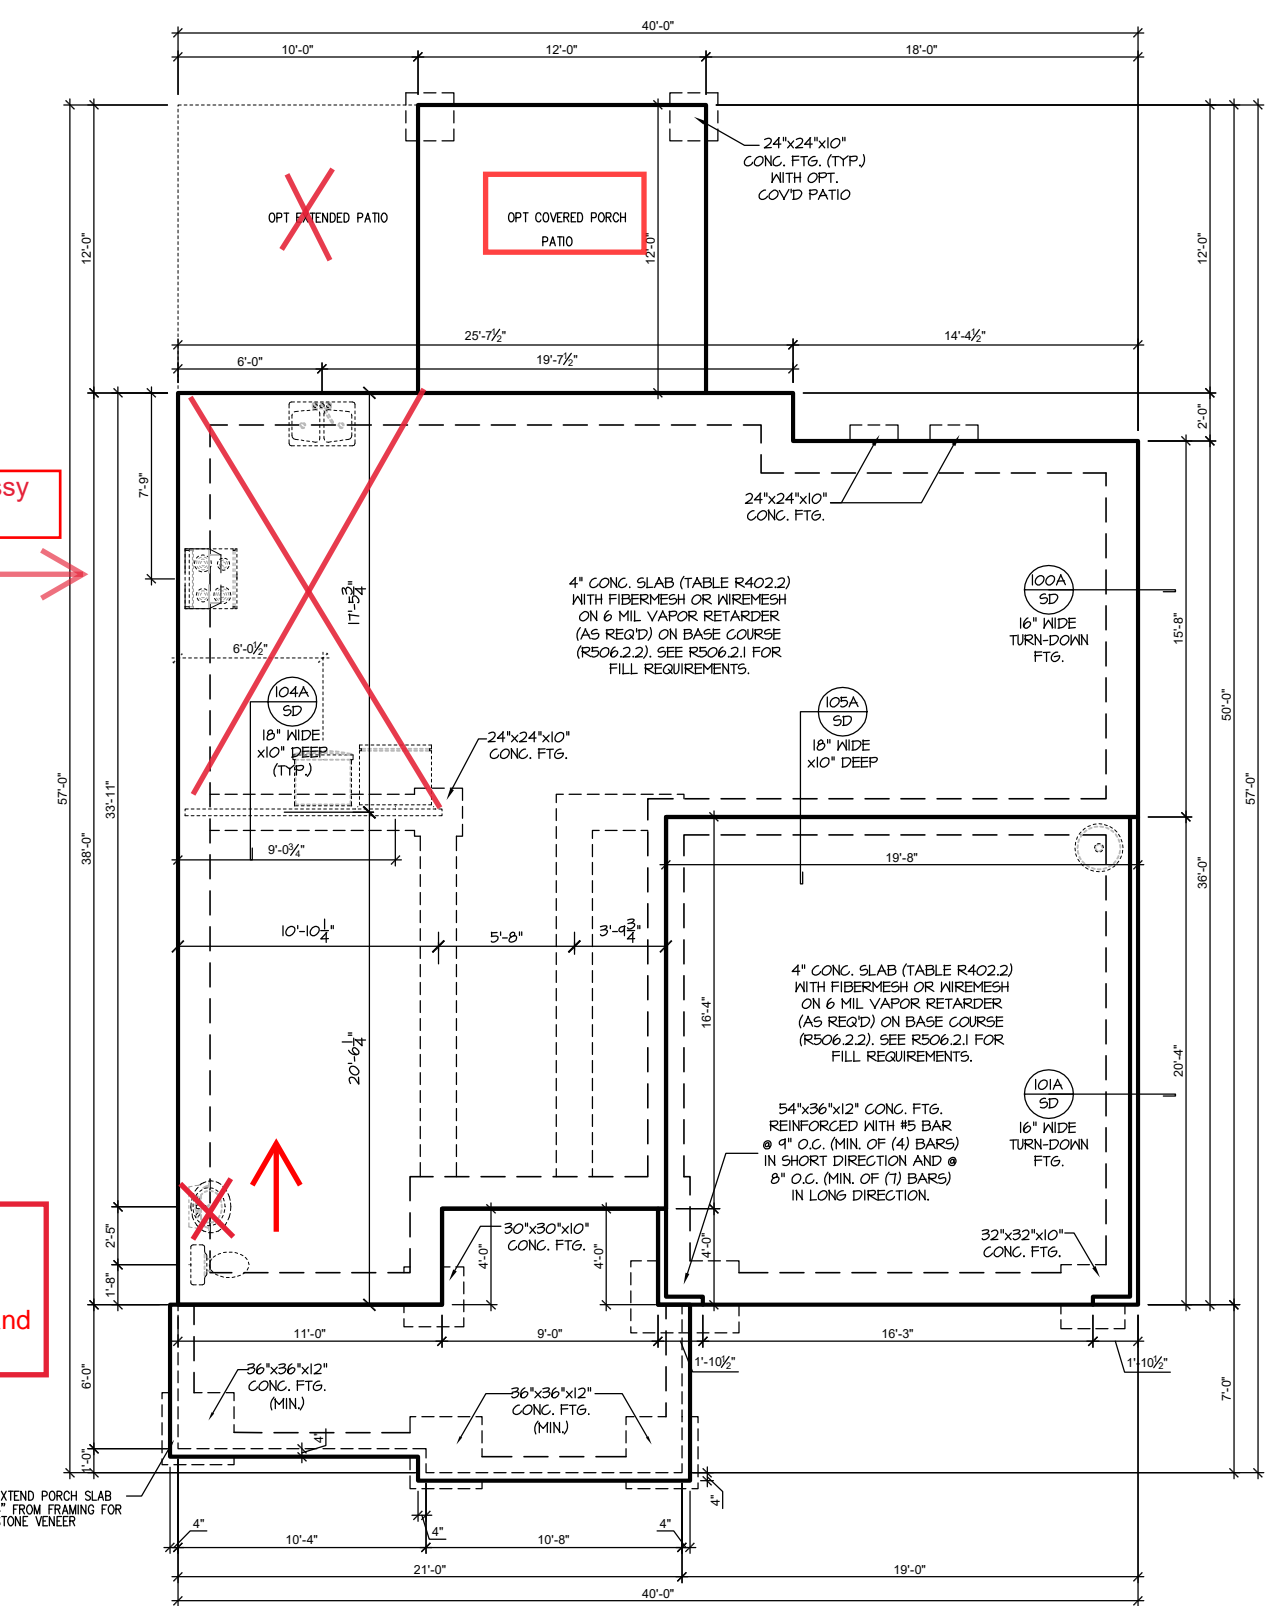 40'-0"
10'-0"
12'-0"
18'-0"
24"x24"x10"
CONC. FTG. (TYP.)
WITH OPT.
COV'D PATIO
OPT EXTENDED PATIO
OPT COVERED PORCH
PATIO
12'-0"
12'-0"
12'-0"
25'-7½"
14'-4½"
6'-0"
19'-7½"
2'-0"
7'-9"
ssy
24"x24"x10"
CONC. FTG.
4" CONC. SLAB (TABLE R402.2)
WITH FIBERMESH OR WIREMESH
ON 6 MIL VAPOR RETARDER
(AS REQ'D) ON BASE COURSE
(R506.2.2). SEE R506.2.1 FOR
FILL REQUIREMENTS.
100A
SD
16" WIDE
TURN-DOWN
FTG.
17'-5¾"
15'-8"
6'-0½"
104A
SD
18" WIDE
x10" DEEP
(TYP.)
105A
SD
18" WIDE
x10" DEEP
24"x24"x10"
CONC. FTG.
50'-0"
57'-0"
57'-0"
33'-11"
38'-0"
36'-0"
9'-0¾"
19'-8"
10'-10¼"
5'-8"
3'-9¾"
16'-4"
4" CONC. SLAB (TABLE R402.2)
WITH FIBERMESH OR WIREMESH
ON 6 MIL VAPOR RETARDER
(AS REQ'D) ON BASE COURSE
(R506.2.2). SEE R506.2.1 FOR
FILL REQUIREMENTS.
20'-6¼"
20'-4"
101A
SD
16" WIDE
TURN-DOWN
FTG.
54"x36"x12" CONC. FTG.
REINFORCED WITH #5 BAR
@ 9" O.C. (MIN. OF (4) BARS)
IN SHORT DIRECTION AND @
8" O.C. (MIN. OF (7) BARS)
IN LONG DIRECTION.
30"x30"x10"
CONC. FTG.
32"x32"x10"
CONC. FTG.
2'-5"
1'-8"
4'-0"
4'-0"
4'-0"
and
11'-0"
9'-0"
16'-3"
1'-10½"
1'-10½"
36"x36"x12"
CONC. FTG.
(MIN.)
36"x36"x12"
CONC. FTG.
(MIN.)
6'-0"
7'-0"
4"
1'-0"
XTEND PORCH SLAB
" FROM FRAMING FOR
TONE VENEER
4"
4"
4"
4"
10'-4"
10'-8"
21'-0"
19'-0"
40'-0"